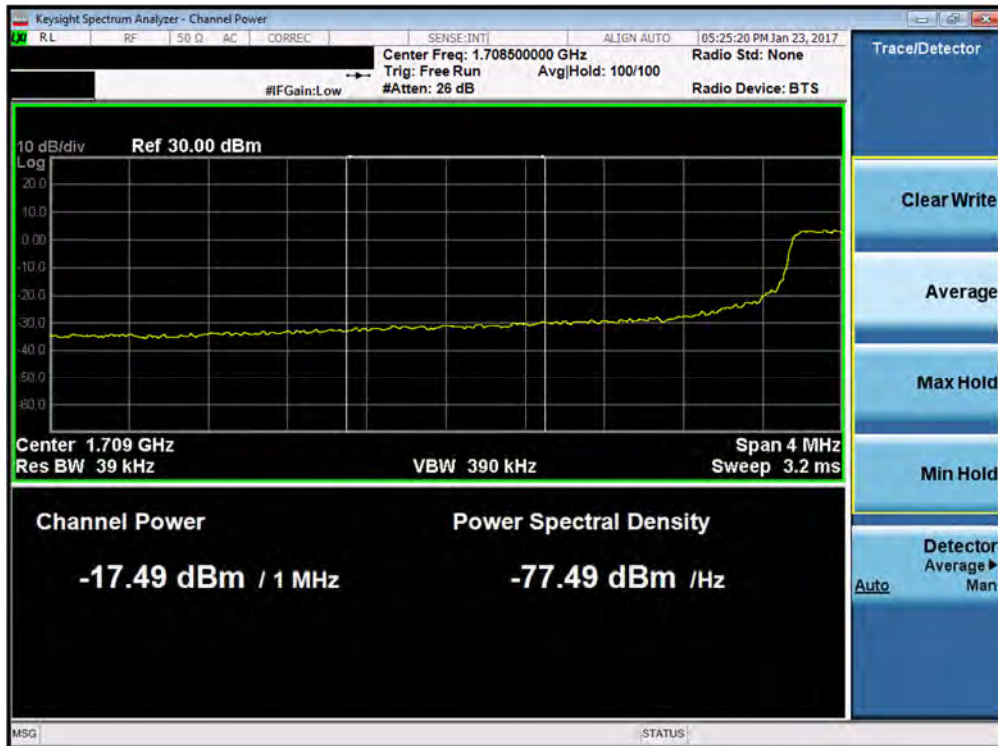 Keysight Spectrum Analyzer - Channel Power
LXI RL RF 50 Ω AC CORREC SENSE:INT ALIGN AUTO 05:25:20 PM Jan 23, 2017
Center Freq: 1.708500000 GHz Radio Std: None
Trig: Free Run Avg|Hold: 100/100
#IFGain:Low #Atten: 26 dB Radio Device: BTS
Trace/Detector
10 dB/div Ref 30.00 dBm
Log
20.0
10.0
0.00
-10.0
-20.0
-30.0
-40.0
-50.0
-60.0
Center 1.709 GHz Span 4 MHz
Res BW 39 kHz VBW 390 kHz Sweep 3.2 ms
Channel Power Power Spectral Density
-17.49 dBm / 1 MHz -77.49 dBm /Hz
Clear Write
Average
Max Hold
Min Hold
Detector
Average▶
Auto Man
MSG STATUS